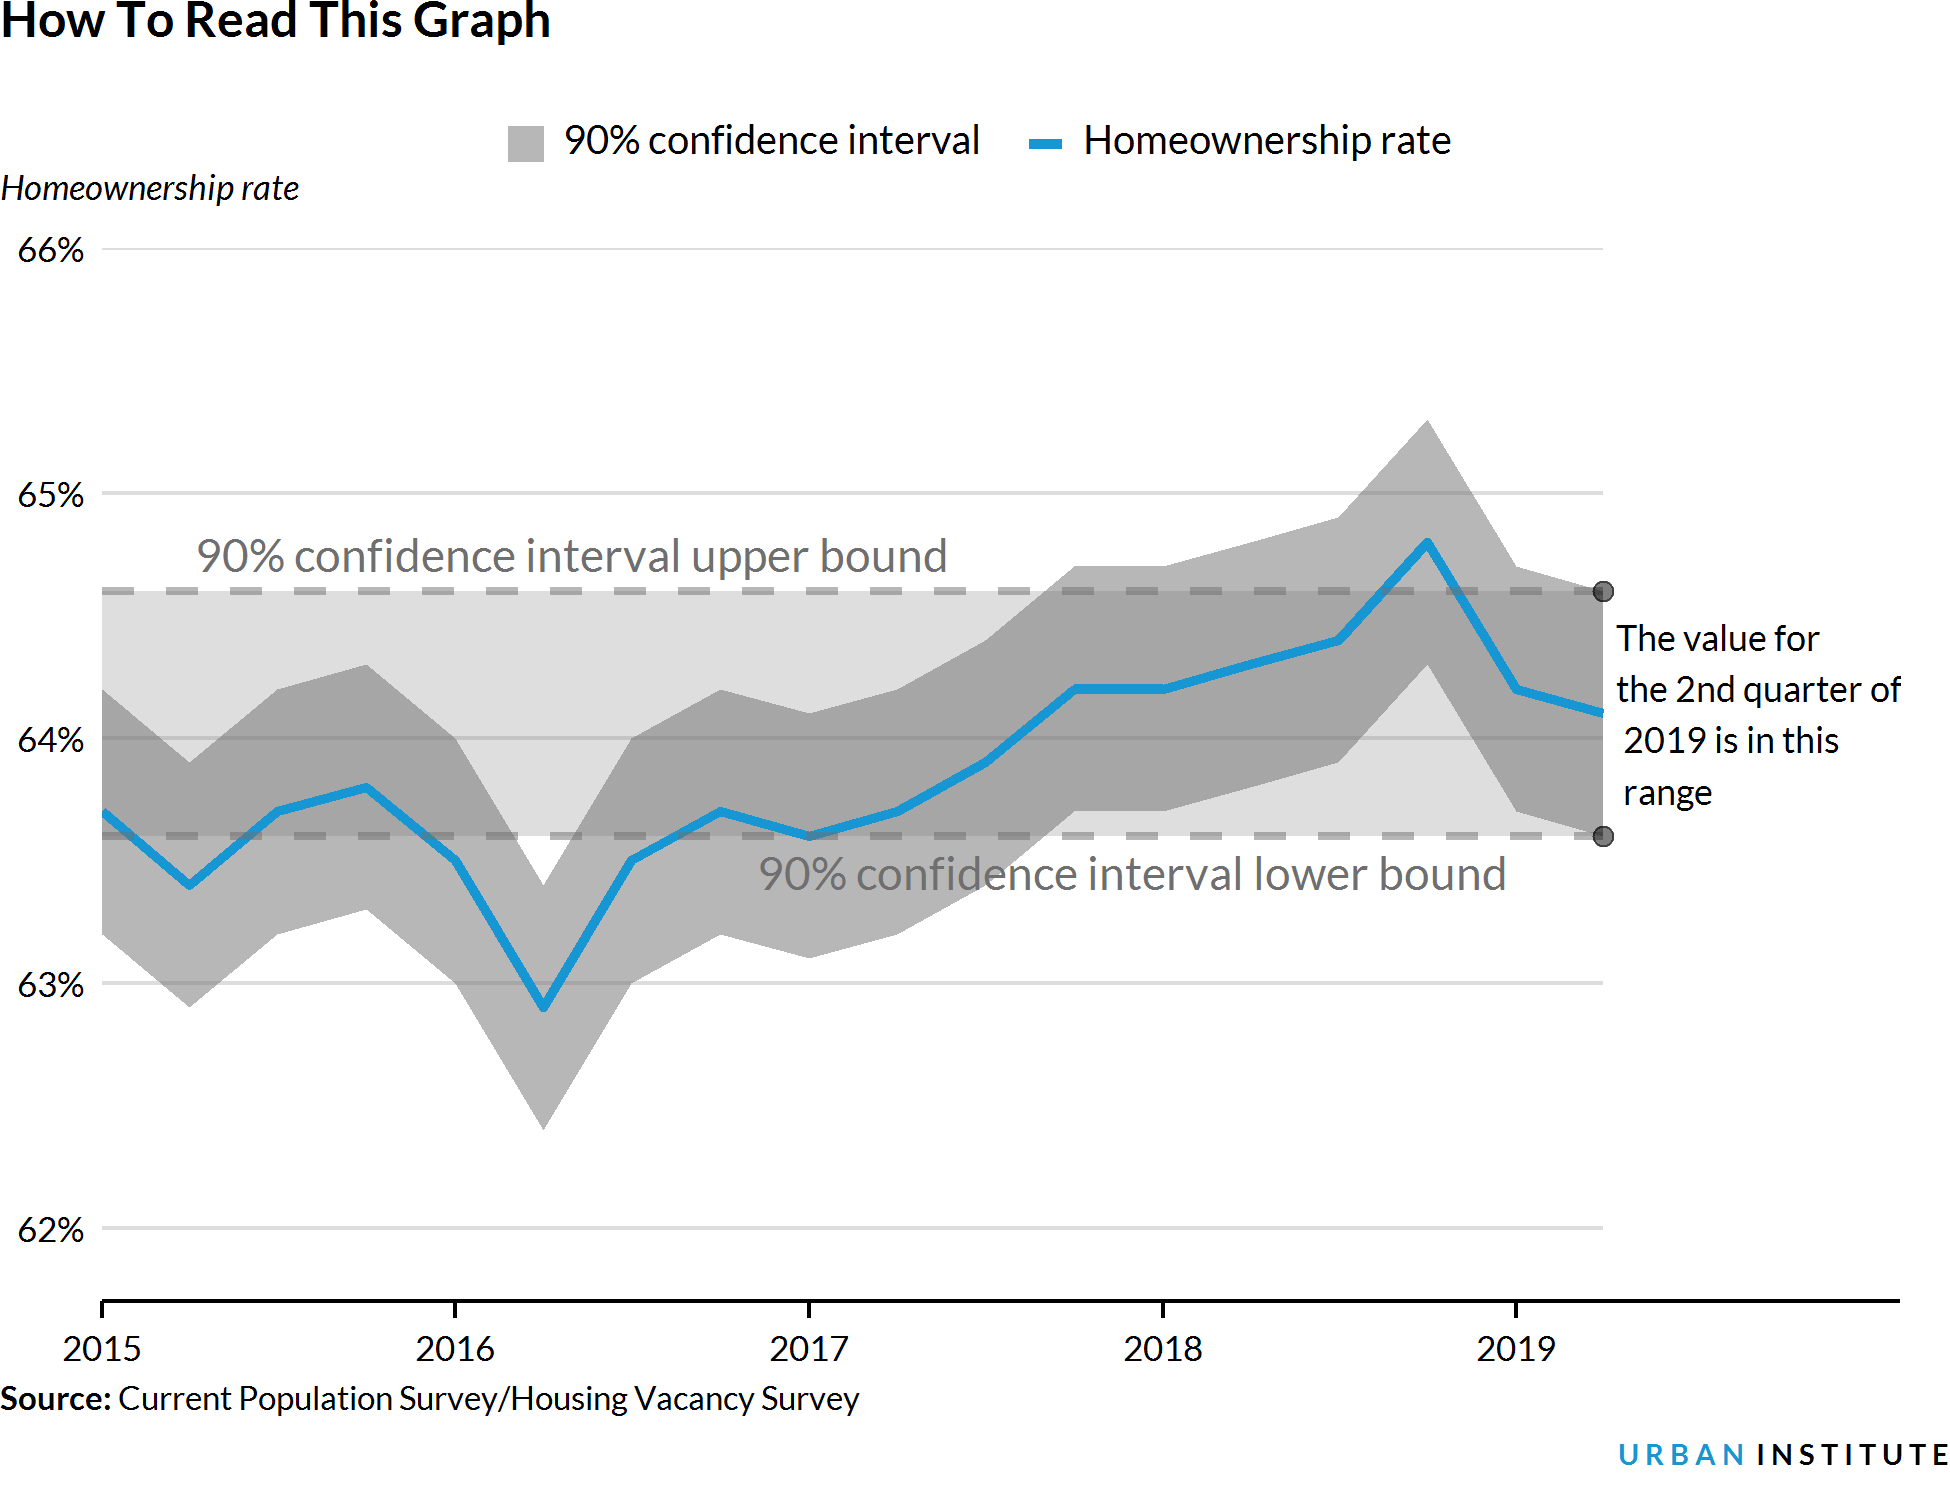 How To Read This Graph
90% confidence interval Homeownership rate
Homeownership rate
66%
65%
90% confidence interval upper bound
The value for
the 2nd quarter of
64%
2019 is in this
range
90% confidence interval lower bound
63%
62%
2015 2016 2017 2018 2019
Source: Current Population Survey/Housing Vacancy Survey
URBAN INSTITUTE